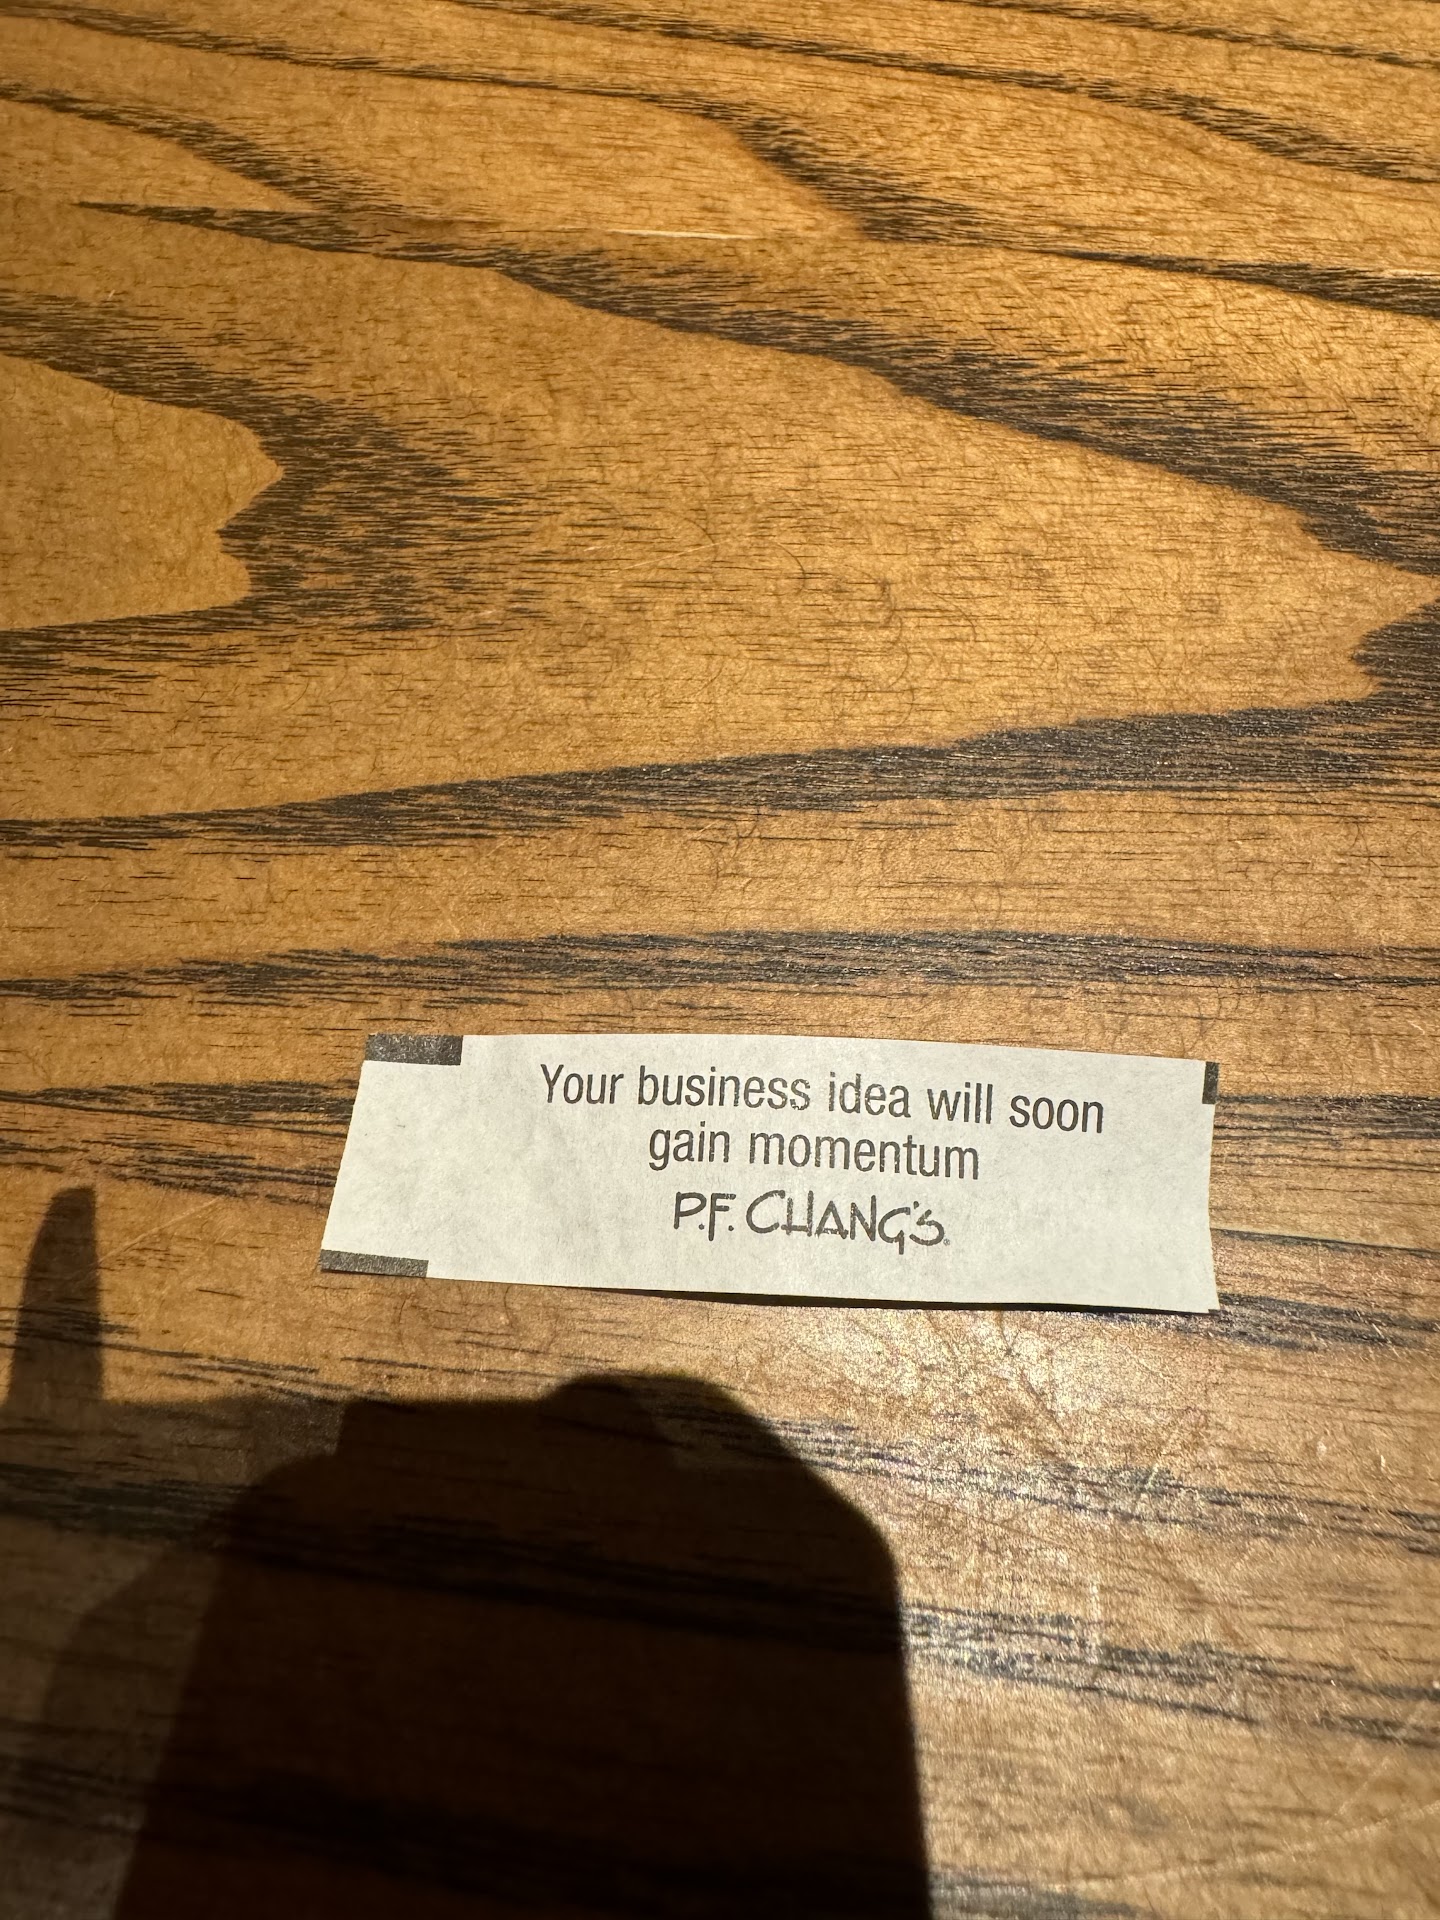 Your business idea will soon
gain momentum
P.F. CHANG'S.